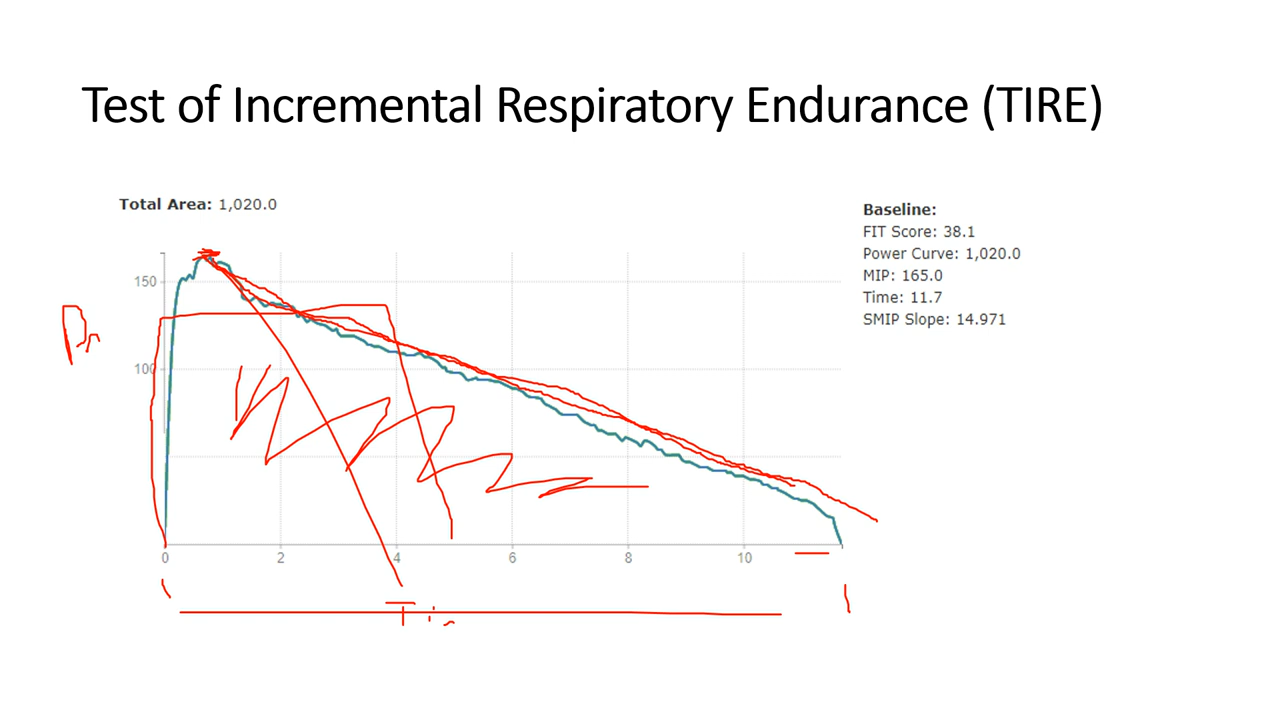 Test of Incremental Respiratory Endurance (TIRE)
Total Area: 1,020.0
Baseline:
FIT Score: 38.1
Power Curve: 1,020.0
MIP: 165.0
Time: 11.7
SMIP Slope: 14.971
150
100
0 2 4 6 8 10